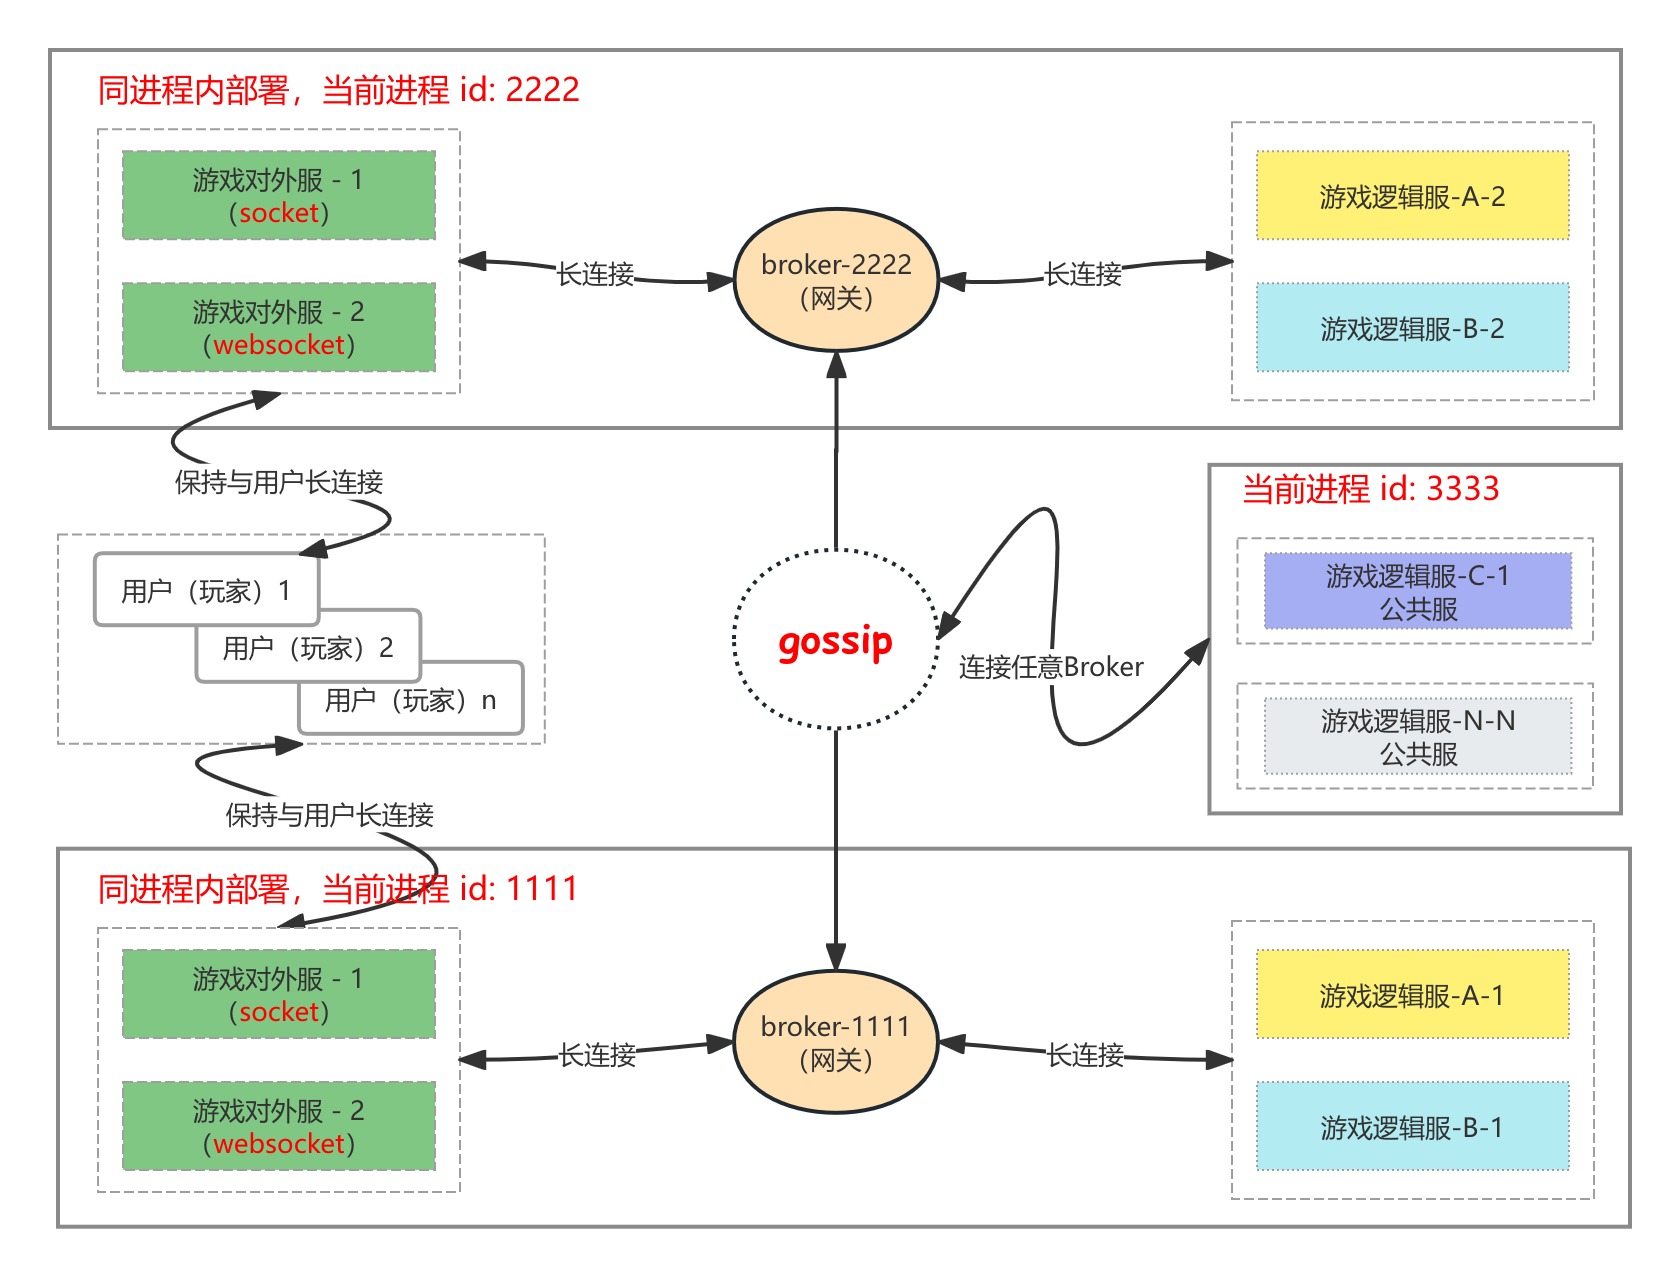 同进程内部署，当前进程 id: 2222
游戏对外服 - 1
（socket）
游戏对外服 - 2
（websocket）
长连接
broker-2222
（网关）
长连接
游戏逻辑服-A-2
游戏逻辑服-B-2
保持与用户长连接
用户（玩家）1
用户（玩家）2
用户（玩家）n
gossip
连接任意Broker
当前进程 id: 3333
游戏逻辑服-C-1
公共服
游戏逻辑服-N-N
公共服
保持与用户长连接
同进程内部署，当前进程 id: 1111
游戏对外服 - 1
（socket）
游戏对外服 - 2
（websocket）
长连接
broker-1111
（网关）
长连接
游戏逻辑服-A-1
游戏逻辑服-B-1